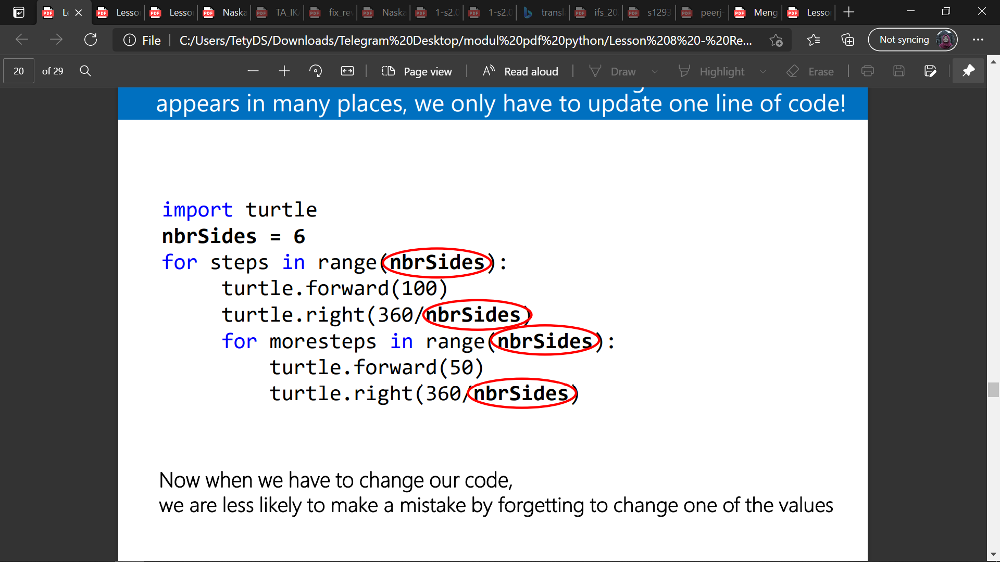 Le
Lesso
Lesso
Naska
TA_IK
fix_rev
Naska
1-s2.0
1-s2.0
transl
ifs_20
s1293
peerj-
Meng
Lesso
File
C:/Users/TetyDS/Downloads/Telegram%20Desktop/modul%20pdf%20python/Lesson%208%20-%20Re...
Not syncing
20 of 29
Page view
Read aloud
Draw
Highlight
Erase
appears in many places, we only have to update one line of code!
import turtle
nbrSides = 6
for steps in range(nbrSides):
turtle.forward(100)
turtle.right(360/nbrSides)
for moresteps in range(nbrSides):
turtle.forward(50)
turtle.right(360/nbrSides)
Now when we have to change our code,
we are less likely to make a mistake by forgetting to change one of the values